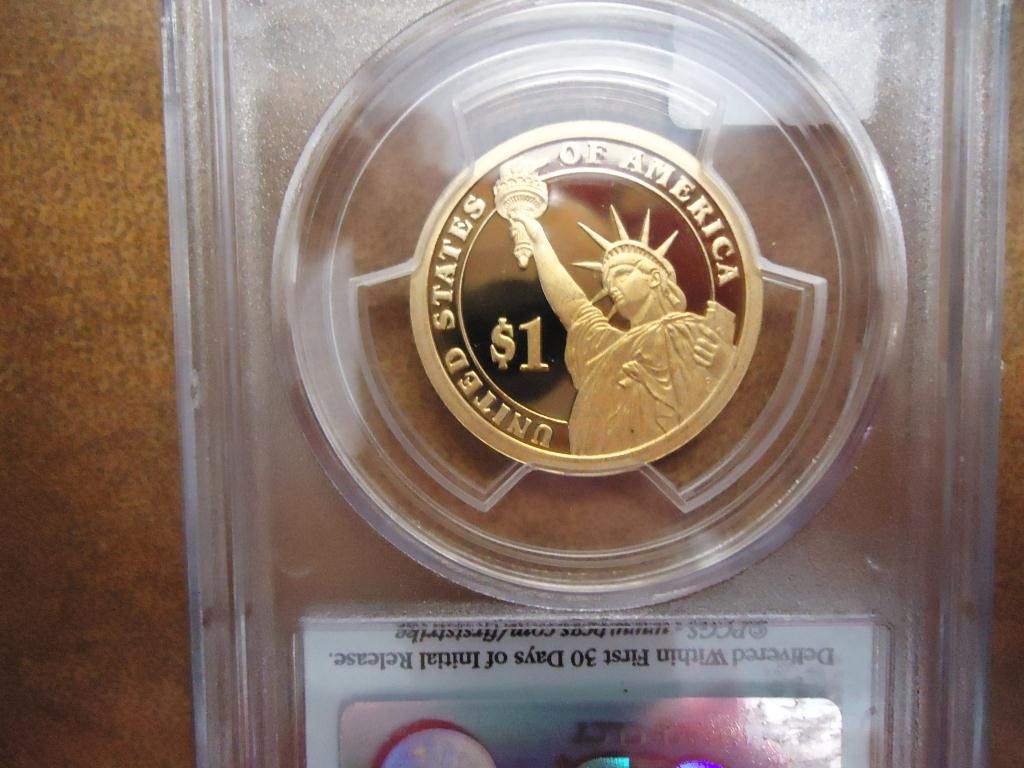 UNITED STATES OF AMERICA
$1
Delivered Within First 30 Days of Initial Release.
©PCGS • www.pcgs.com/firststrike